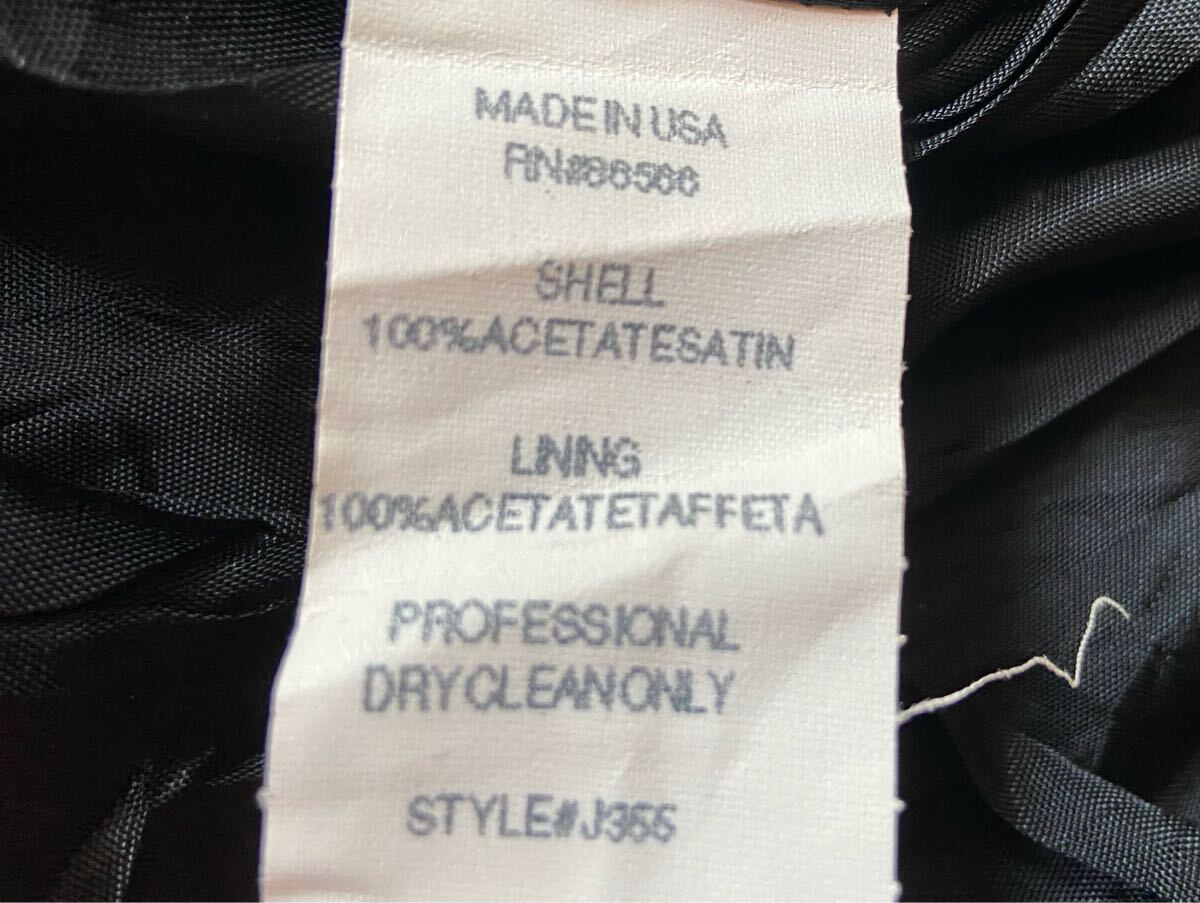 MADE IN USA
RN#86566
SHELL
100%ACETATESATIN
LINING
100%ACETATETAFFETA
PROFESSIONAL
DRYCLEANONLY
STYLE#J355